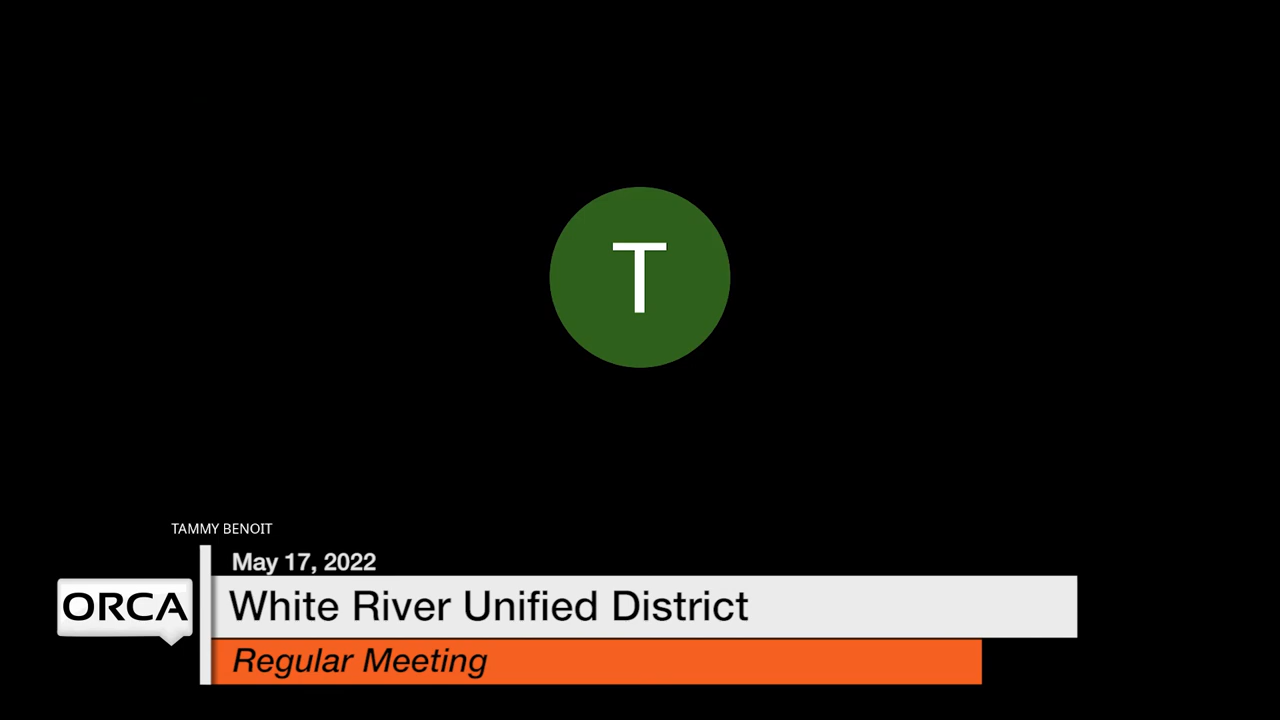 T
TAMMY BENOIT
May 17, 2022
ORCA
White River Unified District
Regular Meeting